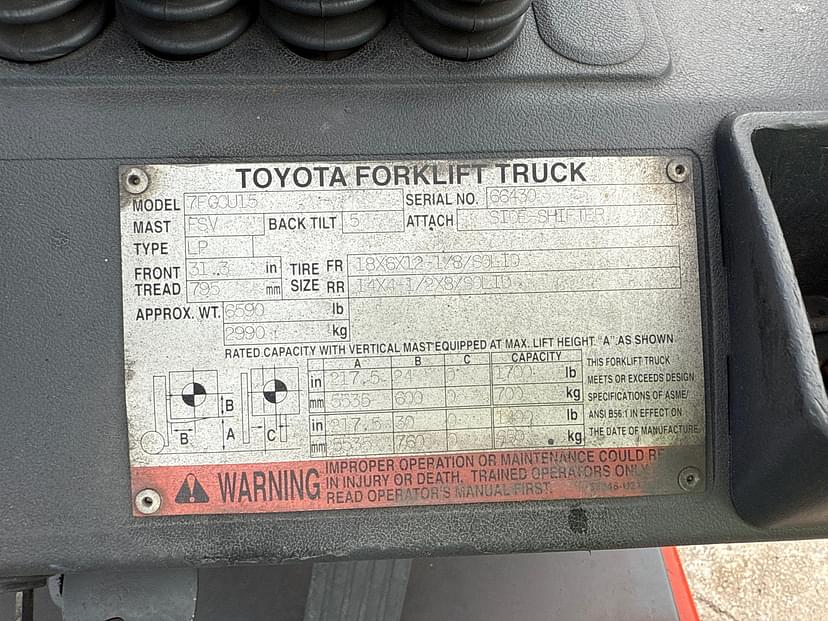 TOYOTA FORKLIFT TRUCK
MODEL 7FGCU15 SERIAL NO. 66430
MAST FSV BACK TILT 5 ATTACH SIDE-SHIFTER
TYPE LP
FRONT TREAD 31.3 in 795 mm
TIRE SIZE FR 18X6X12-1/8/SOLID
RR 14X4-1/2X8/SOLID
APPROX. WT. 6590 lb
2990 kg
RATED CAPACITY WITH VERTICAL MAST EQUIPPED AT MAX. LIFT HEIGHT "A", AS SHOWN
A B C CAPACITY
in 217.5 24 0 1700 lb
mm 5535 600 0 700 kg
in 217.5 30 0 lb
mm 5535 760 0 kg
B
B A C
THIS FORKLIFT TRUCK
MEETS OR EXCEEDS DESIGN
SPECIFICATIONS OF ASME/
ANSI B56.1 IN EFFECT ON
THE DATE OF MANUFACTURE
WARNING
IMPROPER OPERATION OR MAINTENANCE COULD RE
IN INJURY OR DEATH. TRAINED OPERATORS ONLY
READ OPERATOR'S MANUAL FIRST.